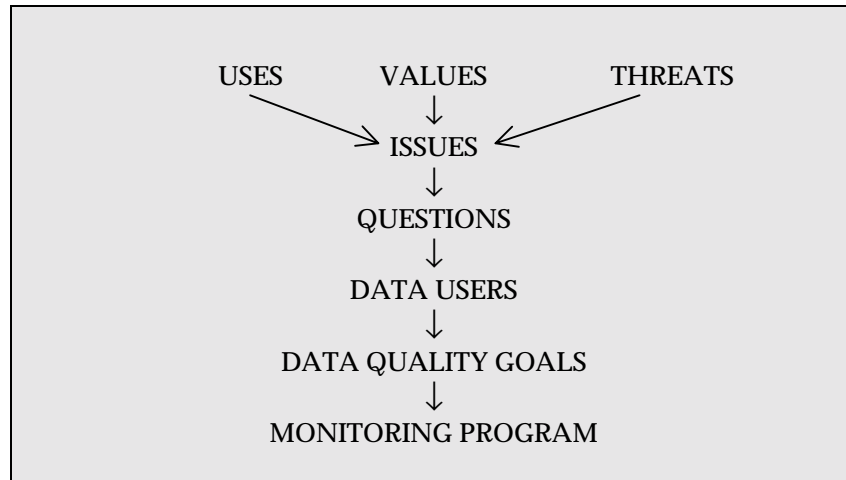 USES VALUES THREATS
ISSUES
QUESTIONS
DATA USERS
DATA QUALITY GOALS
MONITORING PROGRAM